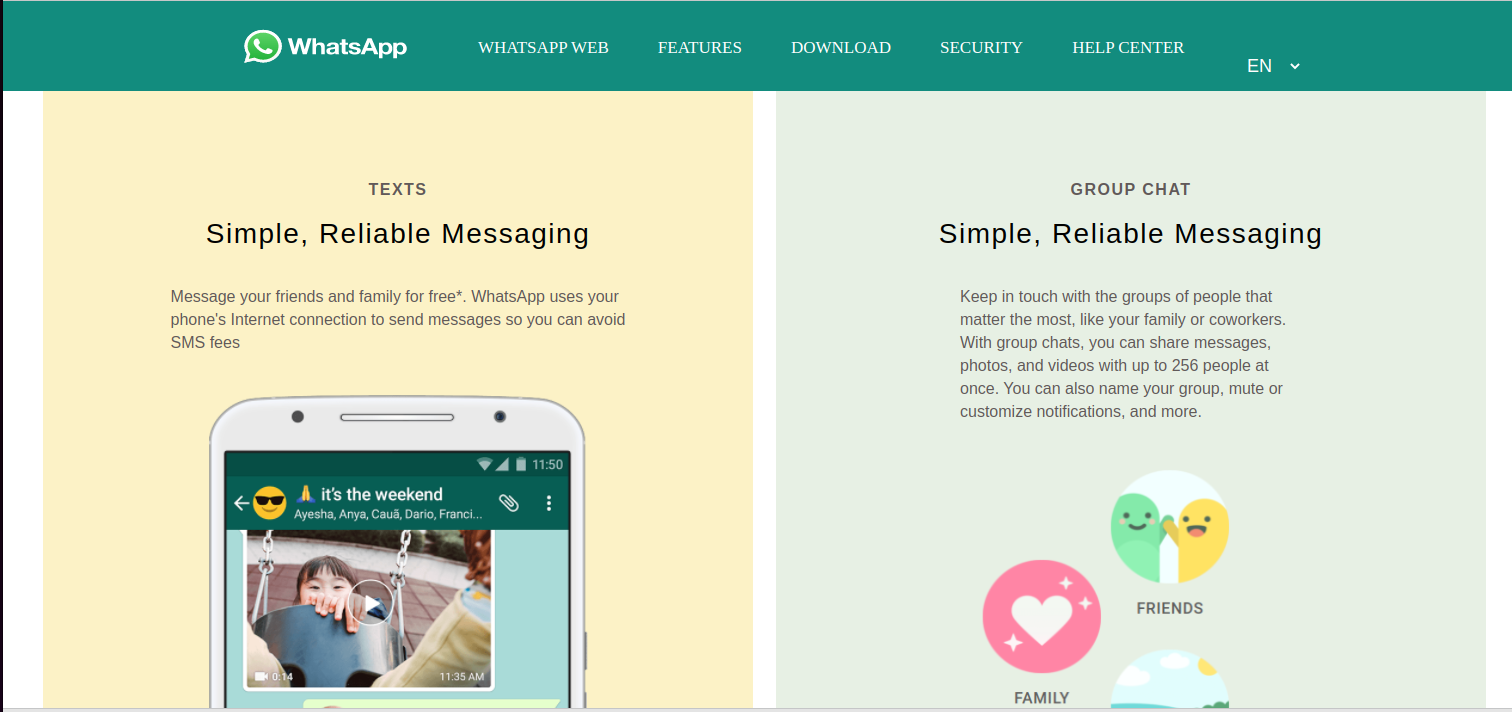 WhatsApp
WHATSAPP WEB
FEATURES
DOWNLOAD
SECURITY
HELP CENTER
EN
TEXTS
Simple, Reliable Messaging
Message your friends and family for free*. WhatsApp uses your
phone's Internet connection to send messages so you can avoid
SMS fees
11:50
🙏 it's the weekend
Ayesha, Anya, Cauã, Dario, Franci...
0:14
11:35 AM
GROUP CHAT
Simple, Reliable Messaging
Keep in touch with the groups of people that
matter the most, like your family or coworkers.
With group chats, you can share messages,
photos, and videos with up to 256 people at
once. You can also name your group, mute or
customize notifications, and more.
FRIENDS
FAMILY